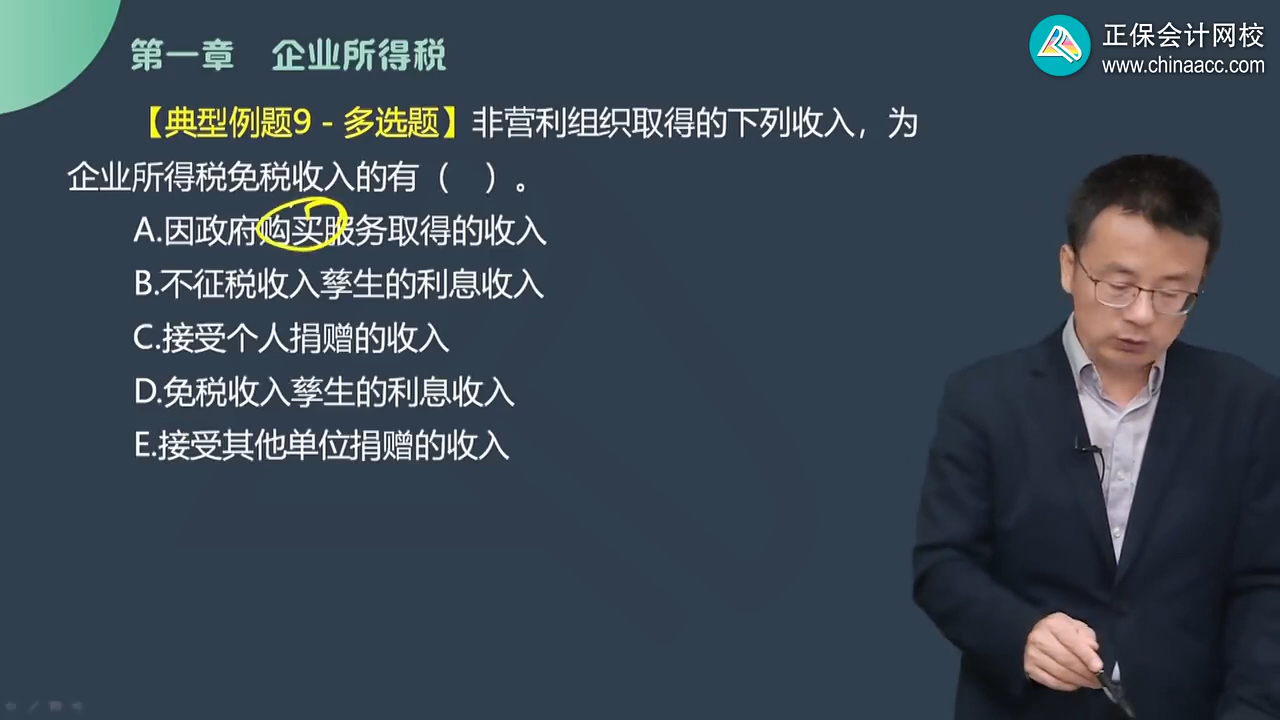 正保会计网校
www.chinaacc.com
第一章 企业所得税
【典型例题9－多选题】非营利组织取得的下列收入，为
企业所得税免税收入的有（ ）。
A.因政府购买服务取得的收入
B.不征税收入孳生的利息收入
C.接受个人捐赠的收入
D.免税收入孳生的利息收入
E.接受其他单位捐赠的收入